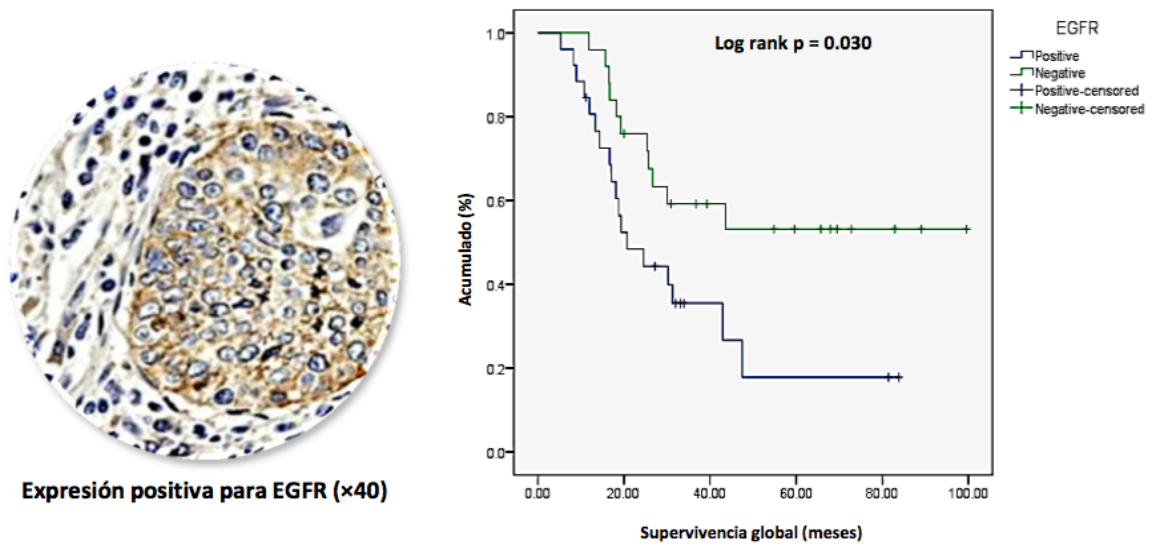 Expresión positiva para EGFR (×40)
Log rank p = 0.030
Acumulado (%)
1.0
0.8
0.6
0.4
0.2
0.0
0.00 20.00 40.00 60.00 80.00 100.00
Supervivencia global (meses)
EGFR
Positive
Negative
Positive-censored
Negative-censored